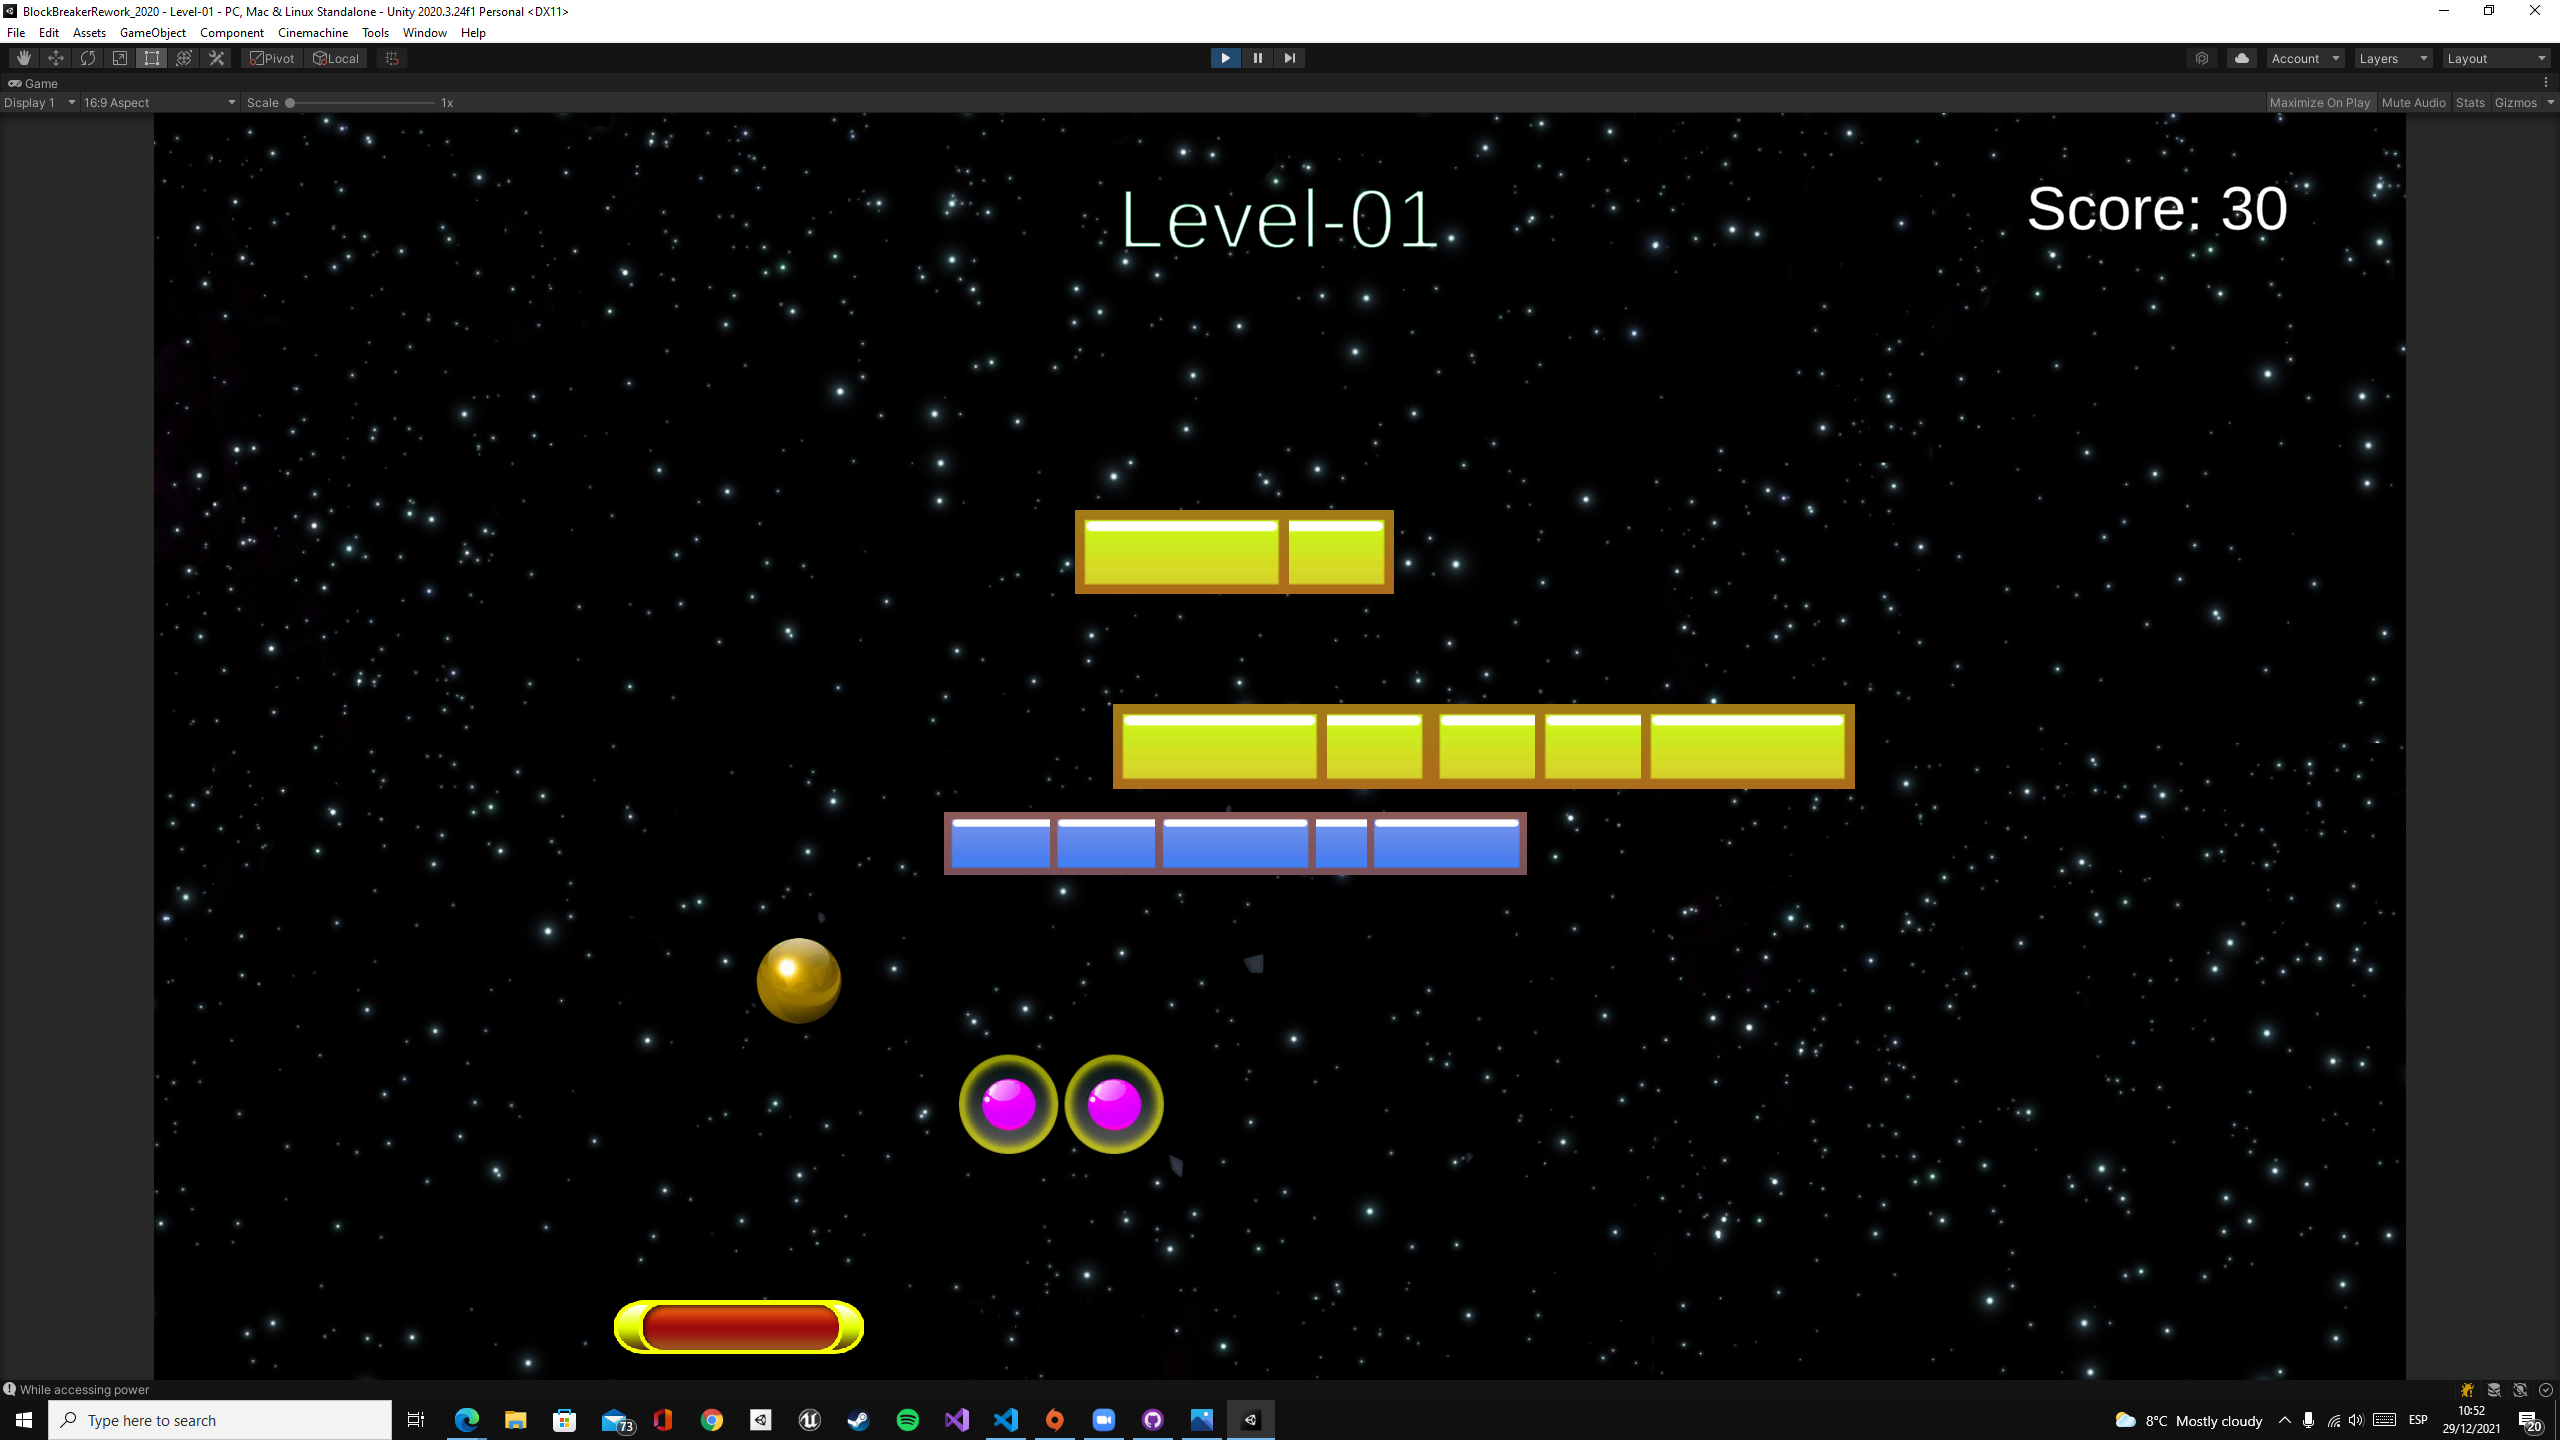 BlockBreakerRework_2020 - Level-01 - PC, Mac & Linux Standalone - Unity 2020.3.24f1 Personal <DX11>
File Edit Assets GameObject Component Cinemachine Tools Window Help
Pivot Local Account Layers Layout
Game
Display 1 16:9 Aspect Scale 1x Maximize On Play Mute Audio Stats Gizmos
Level-01
Score: 30
While accessing power
Type here to search 73 8°C Mostly cloudy ESP 10:52
29/12/2021 20